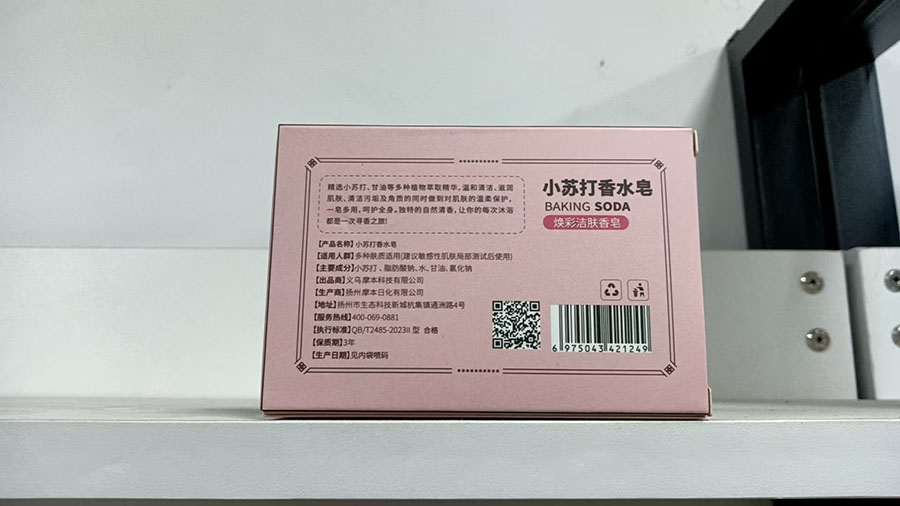 精选小苏打、甘油等多种植物萃取精华,温和清洁、滋润
肌肤、清洁污垢及角质的同时做到对肌肤的温柔保护,
一皂多用,呵护全身,独特的自然清香,让你的每次沐浴
都是一次寻香之旅!
小苏打香水皂
BAKING SODA
焕彩洁肤香皂
【产品名称】小苏打香水皂
【适用人群】多种肤质适用(建议敏感性肌肤局部测试后使用)
【主要成分】小苏打、脂肪酸钠、水、甘油、氯化钠
【出品商】义乌摩本科技有限公司
【生产商】扬州摩本日化有限公司
【地址】扬州市生态科技新城杭集镇通洲路4号
【服务热线】400-069-0881
【执行标准】QB/T2485-2023II 型 合格
【保质期】3年
【生产日期】见内袋喷码
6 975043 421249